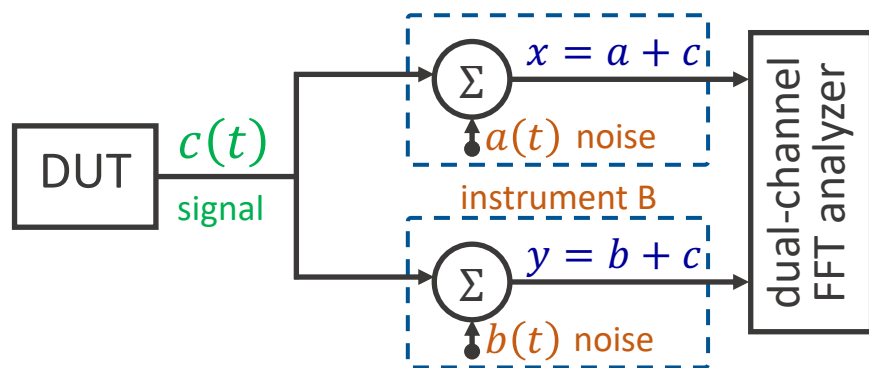 DUT
c(t)
signal
Σ
x = a + c
a(t) noise
instrument B
Σ
y = b + c
b(t) noise
dual-channel
FFT analyzer